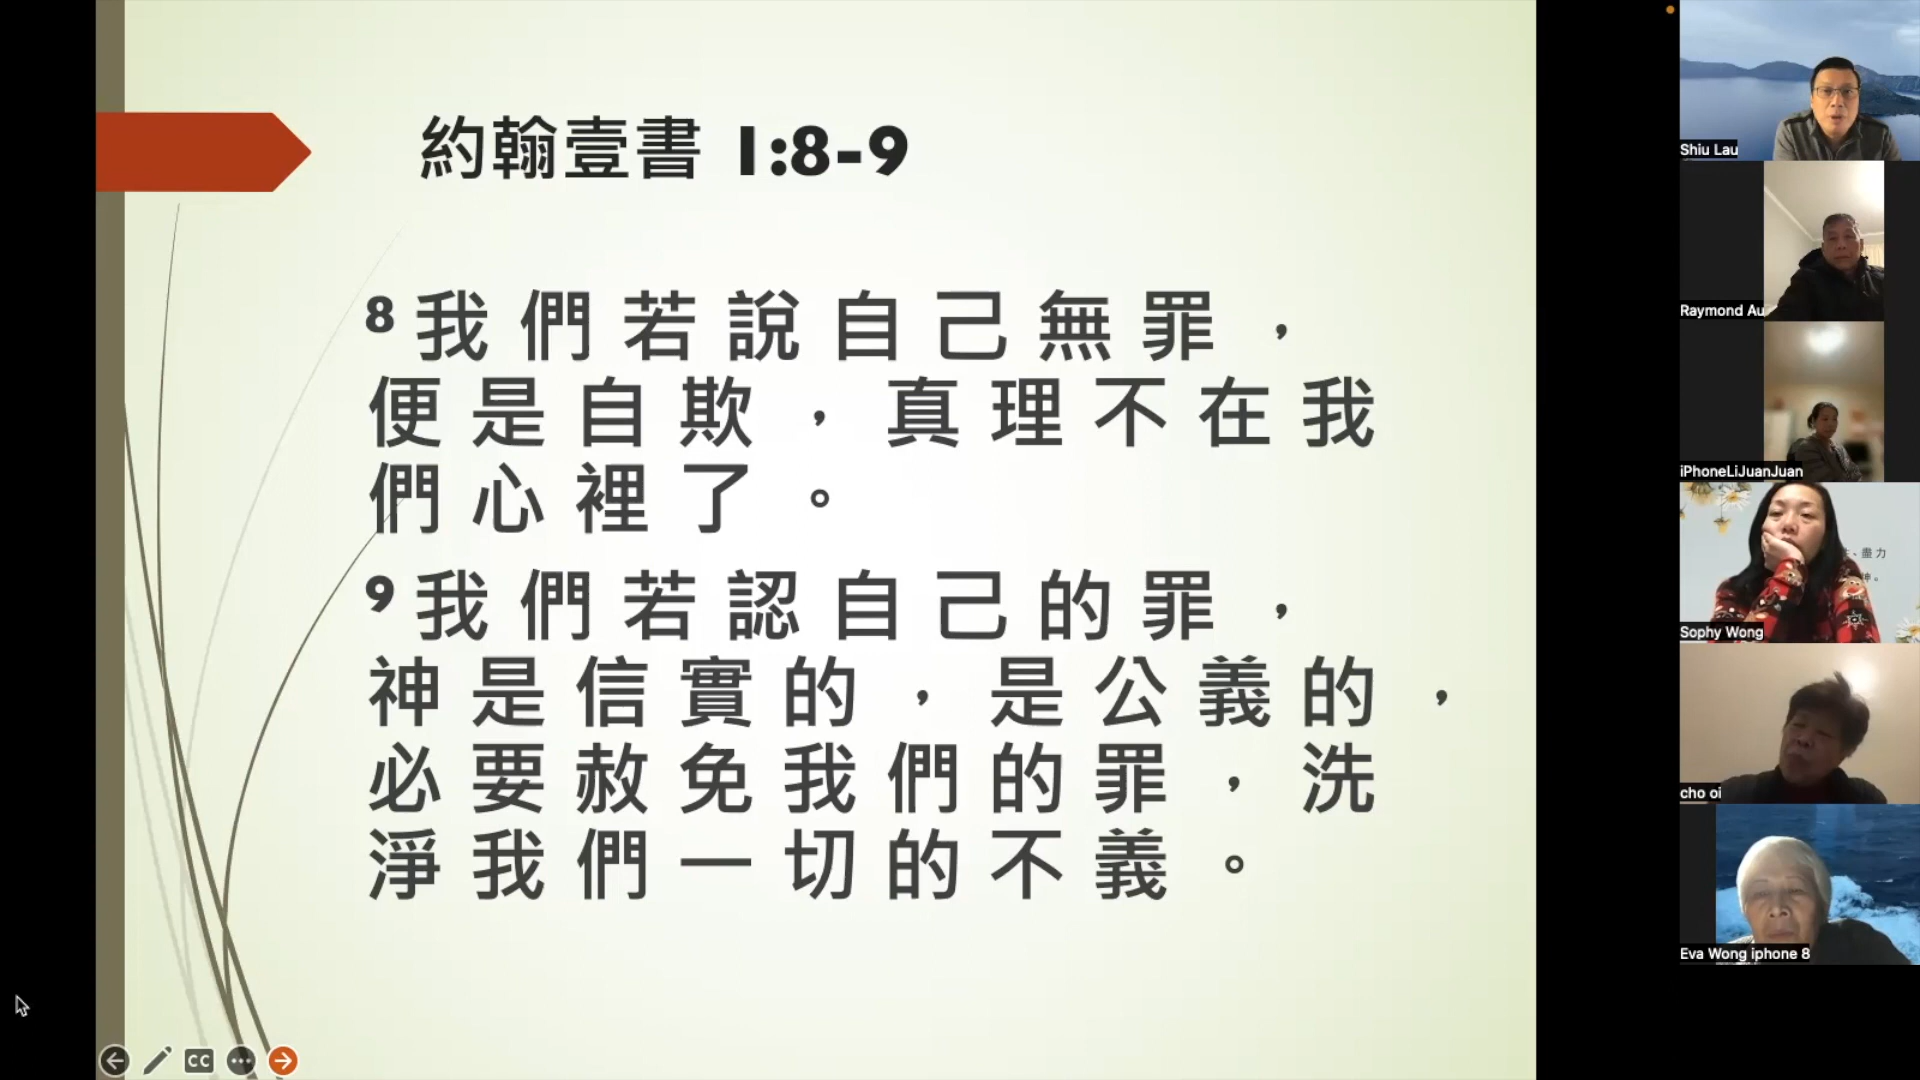 約翰壹書 1:8-9
8 我們若說自己無罪，
便是自欺，真理不在我
們心裡了。
9 我們若認自己的罪，
神是信實的，是公義的，
必要赦免我們的罪，洗
淨我們一切的不義。
CC
Shiu Lau
Raymond Au
iPhoneLiJuanJuan
、盡力
神。
Sophy Wong
cho oi
Eva Wong iphone 8